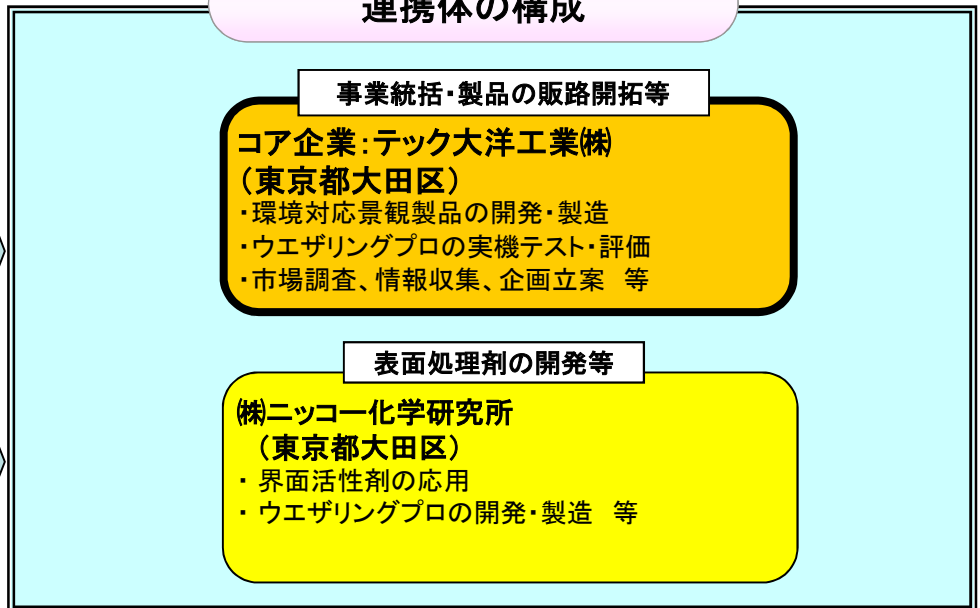 連携体の構成
事業統括・製品の販路開拓等
コア企業：テック大洋工業㈱
（東京都大田区）
・環境対応景観製品の開発・製造
・ウエザリングプロの実機テスト・評価
・市場調査、情報収集、企画立案　等
表面処理剤の開発等
㈱ニッコー化学研究所
（東京都大田区）
・ 界面活性剤の応用
・ ウエザリングプロの開発・製造　等